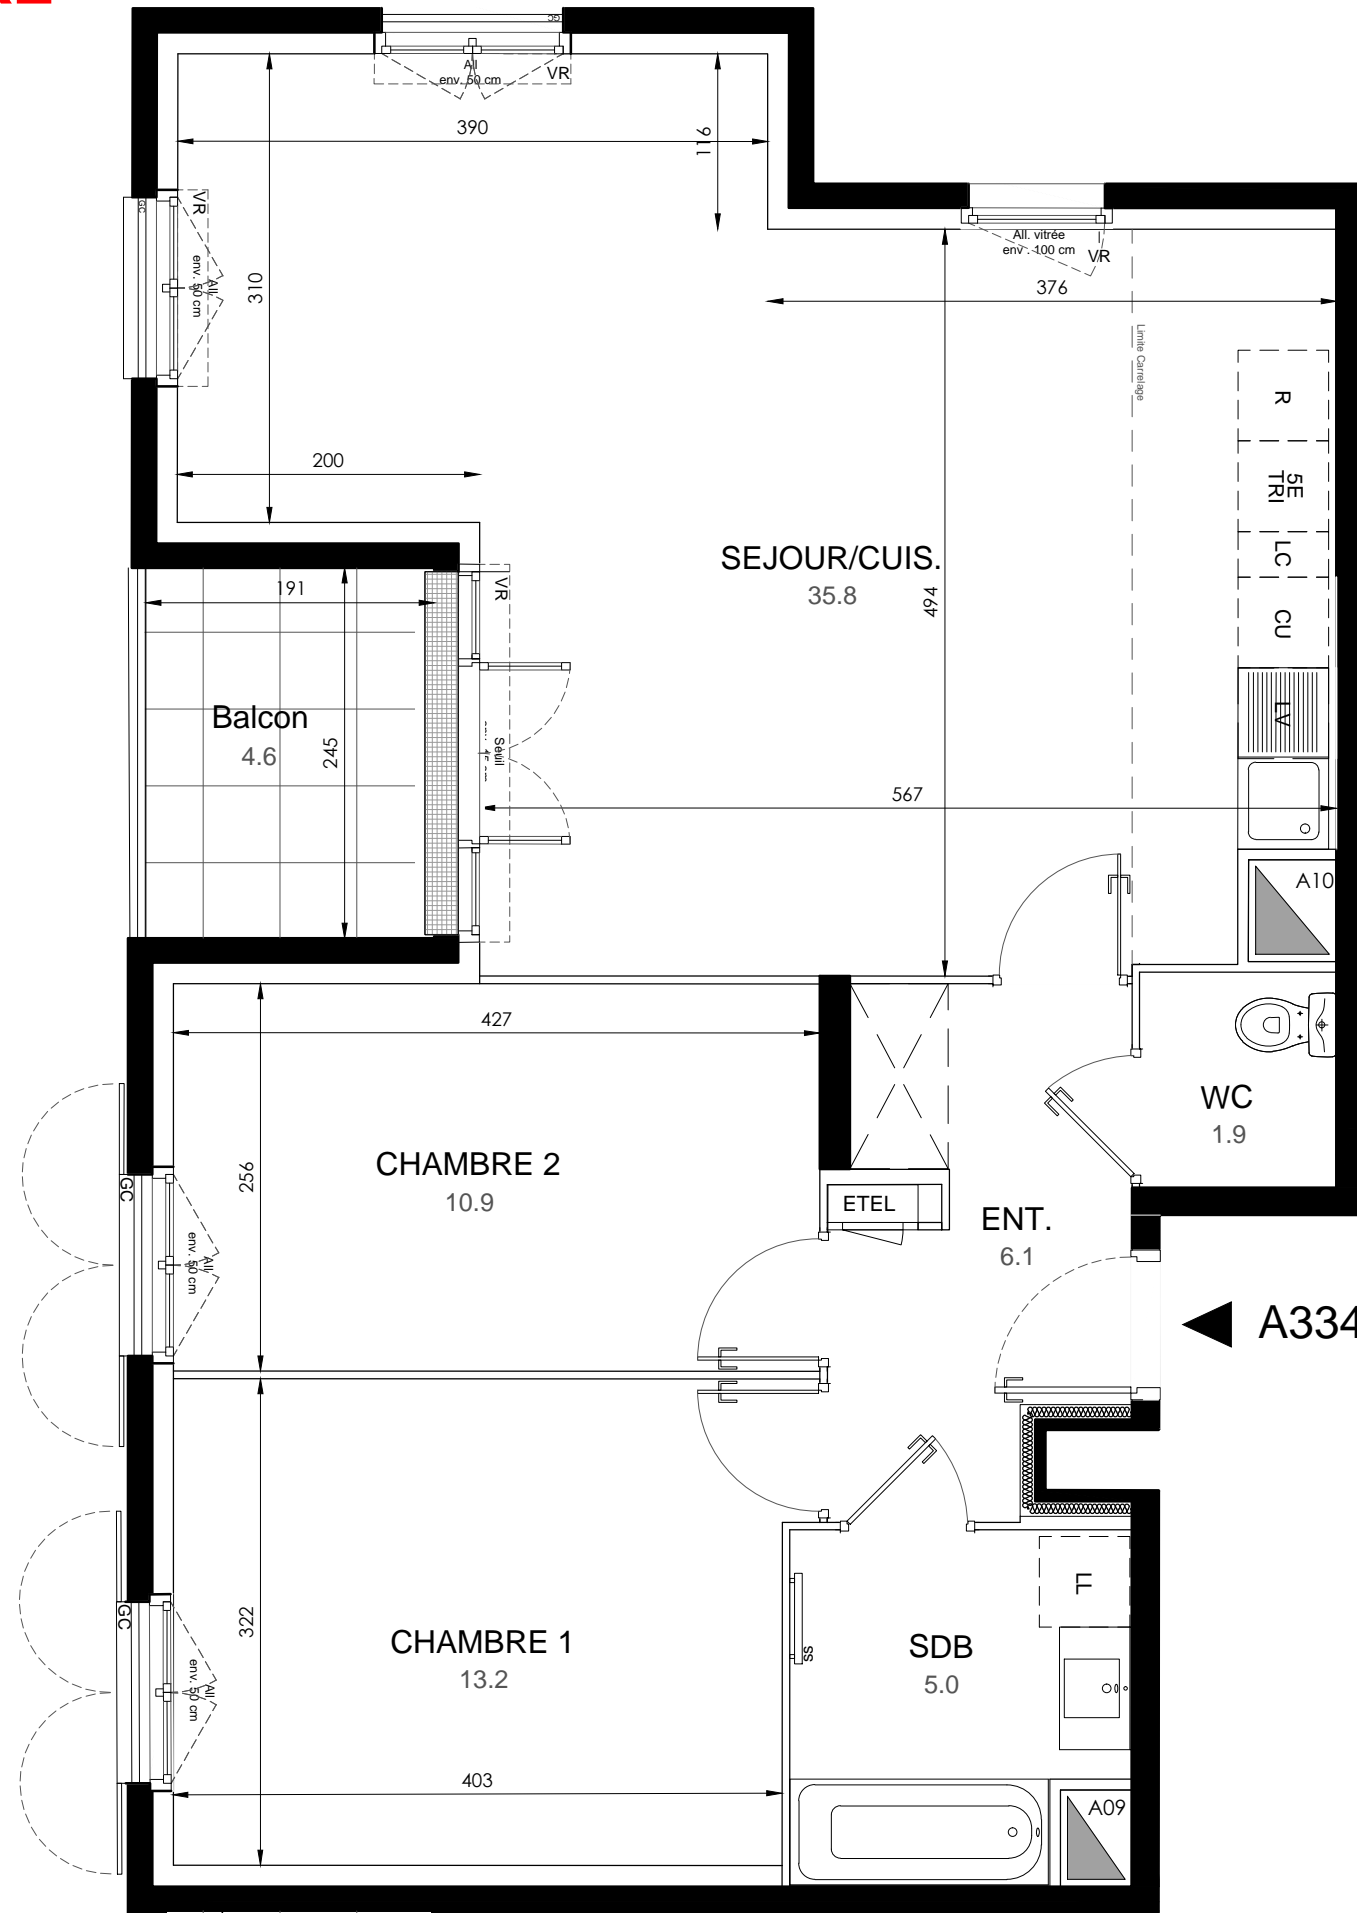 GC
All
env. 50 cm
VR
390
116
VR
GC
All
env. 50 cm
310
All. vitrée
env . 100 cm
VR
376
Limite Carrelage
R
200
5E
TRI
LC
SEJOUR/CUIS.
35.8
494
CU
191
VR
Balcon
4.6
245
LV
Seuil
567
A10
427
WC
1.9
CHAMBRE 2
10.9
256
GC
All
env. 50 cm
ETEL
ENT.
6.1
A334
322
GC
All
env. 50 cm
CHAMBRE 1
13.2
LL
SS
SDB
5.0
403
A09